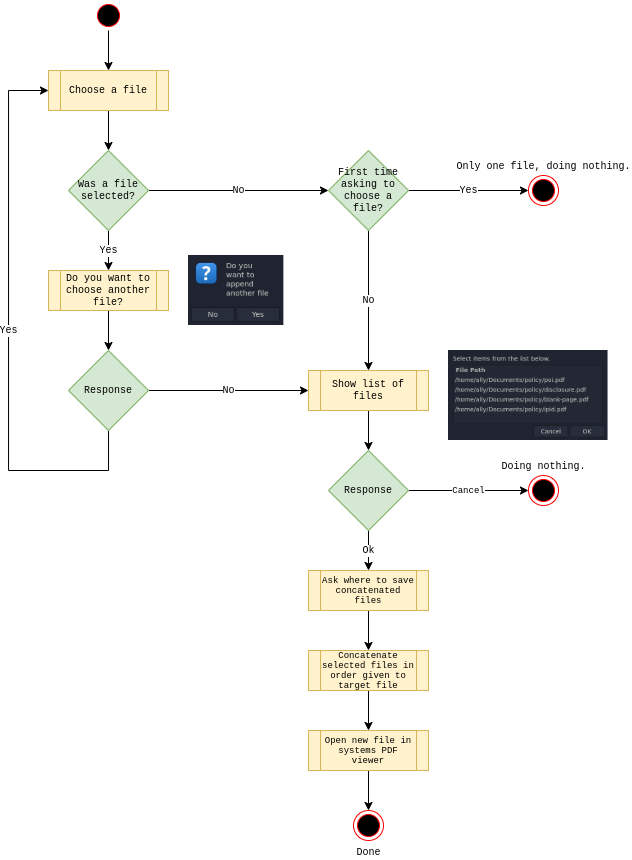 Choose a file
Only one file, doing nothing.
Was a file
selected?
No
First time
asking to
choose a
file?
Yes
Yes
Do you want to
choose another
file?
?
Do you
want to
append
another file
No
Yes
No
Yes
Response
No
Show list of
files
Select items from the list below.
File Path
/home/ally/Documents/policy/poi.pdf
/home/ally/Documents/policy/disclosure.pdf
/home/ally/Documents/policy/blank-page.pdf
/home/ally/Documents/policy/ipid.pdf
Cancel
OK
Doing nothing.
Response
Cancel
Ok
Ask where to save
concatenated
files
Concatenate
selected files in
order given to
target file
Open new file in
systems PDF
viewer
Done